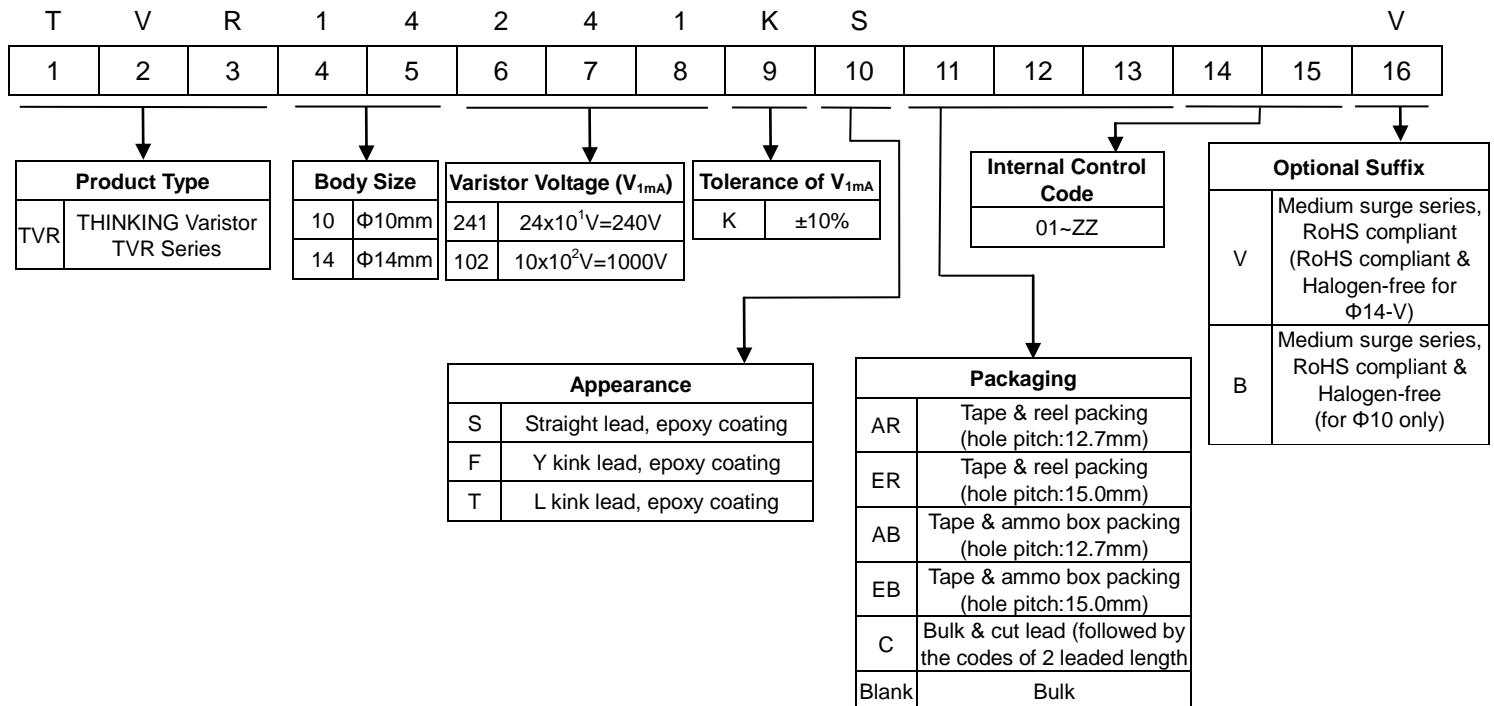 T V R 1 4 2 4 1 K S V
1 2 3 4 5 6 7 8 9 10 11 12 13 14 15 16
Product Type
TVR THINKING Varistor
TVR Series
Body Size
10 Φ10mm
14 Φ14mm
Varistor Voltage (V1mA)
241 24x10¹V=240V
102 10x10²V=1000V
Tolerance of V1mA
K ±10%
Internal Control
Code
01~ZZ
Optional Suffix
V Medium surge series,
RoHS compliant
(RoHS compliant &
Halogen-free for
Φ14-V)
B Medium surge series,
RoHS compliant &
Halogen-free
(for Φ10 only)
Appearance
S Straight lead, epoxy coating
F Y kink lead, epoxy coating
T L kink lead, epoxy coating
Packaging
AR Tape & reel packing
(hole pitch:12.7mm)
ER Tape & reel packing
(hole pitch:15.0mm)
AB Tape & ammo box packing
(hole pitch:12.7mm)
EB Tape & ammo box packing
(hole pitch:15.0mm)
C Bulk & cut lead (followed by
the codes of 2 leaded length
Blank Bulk